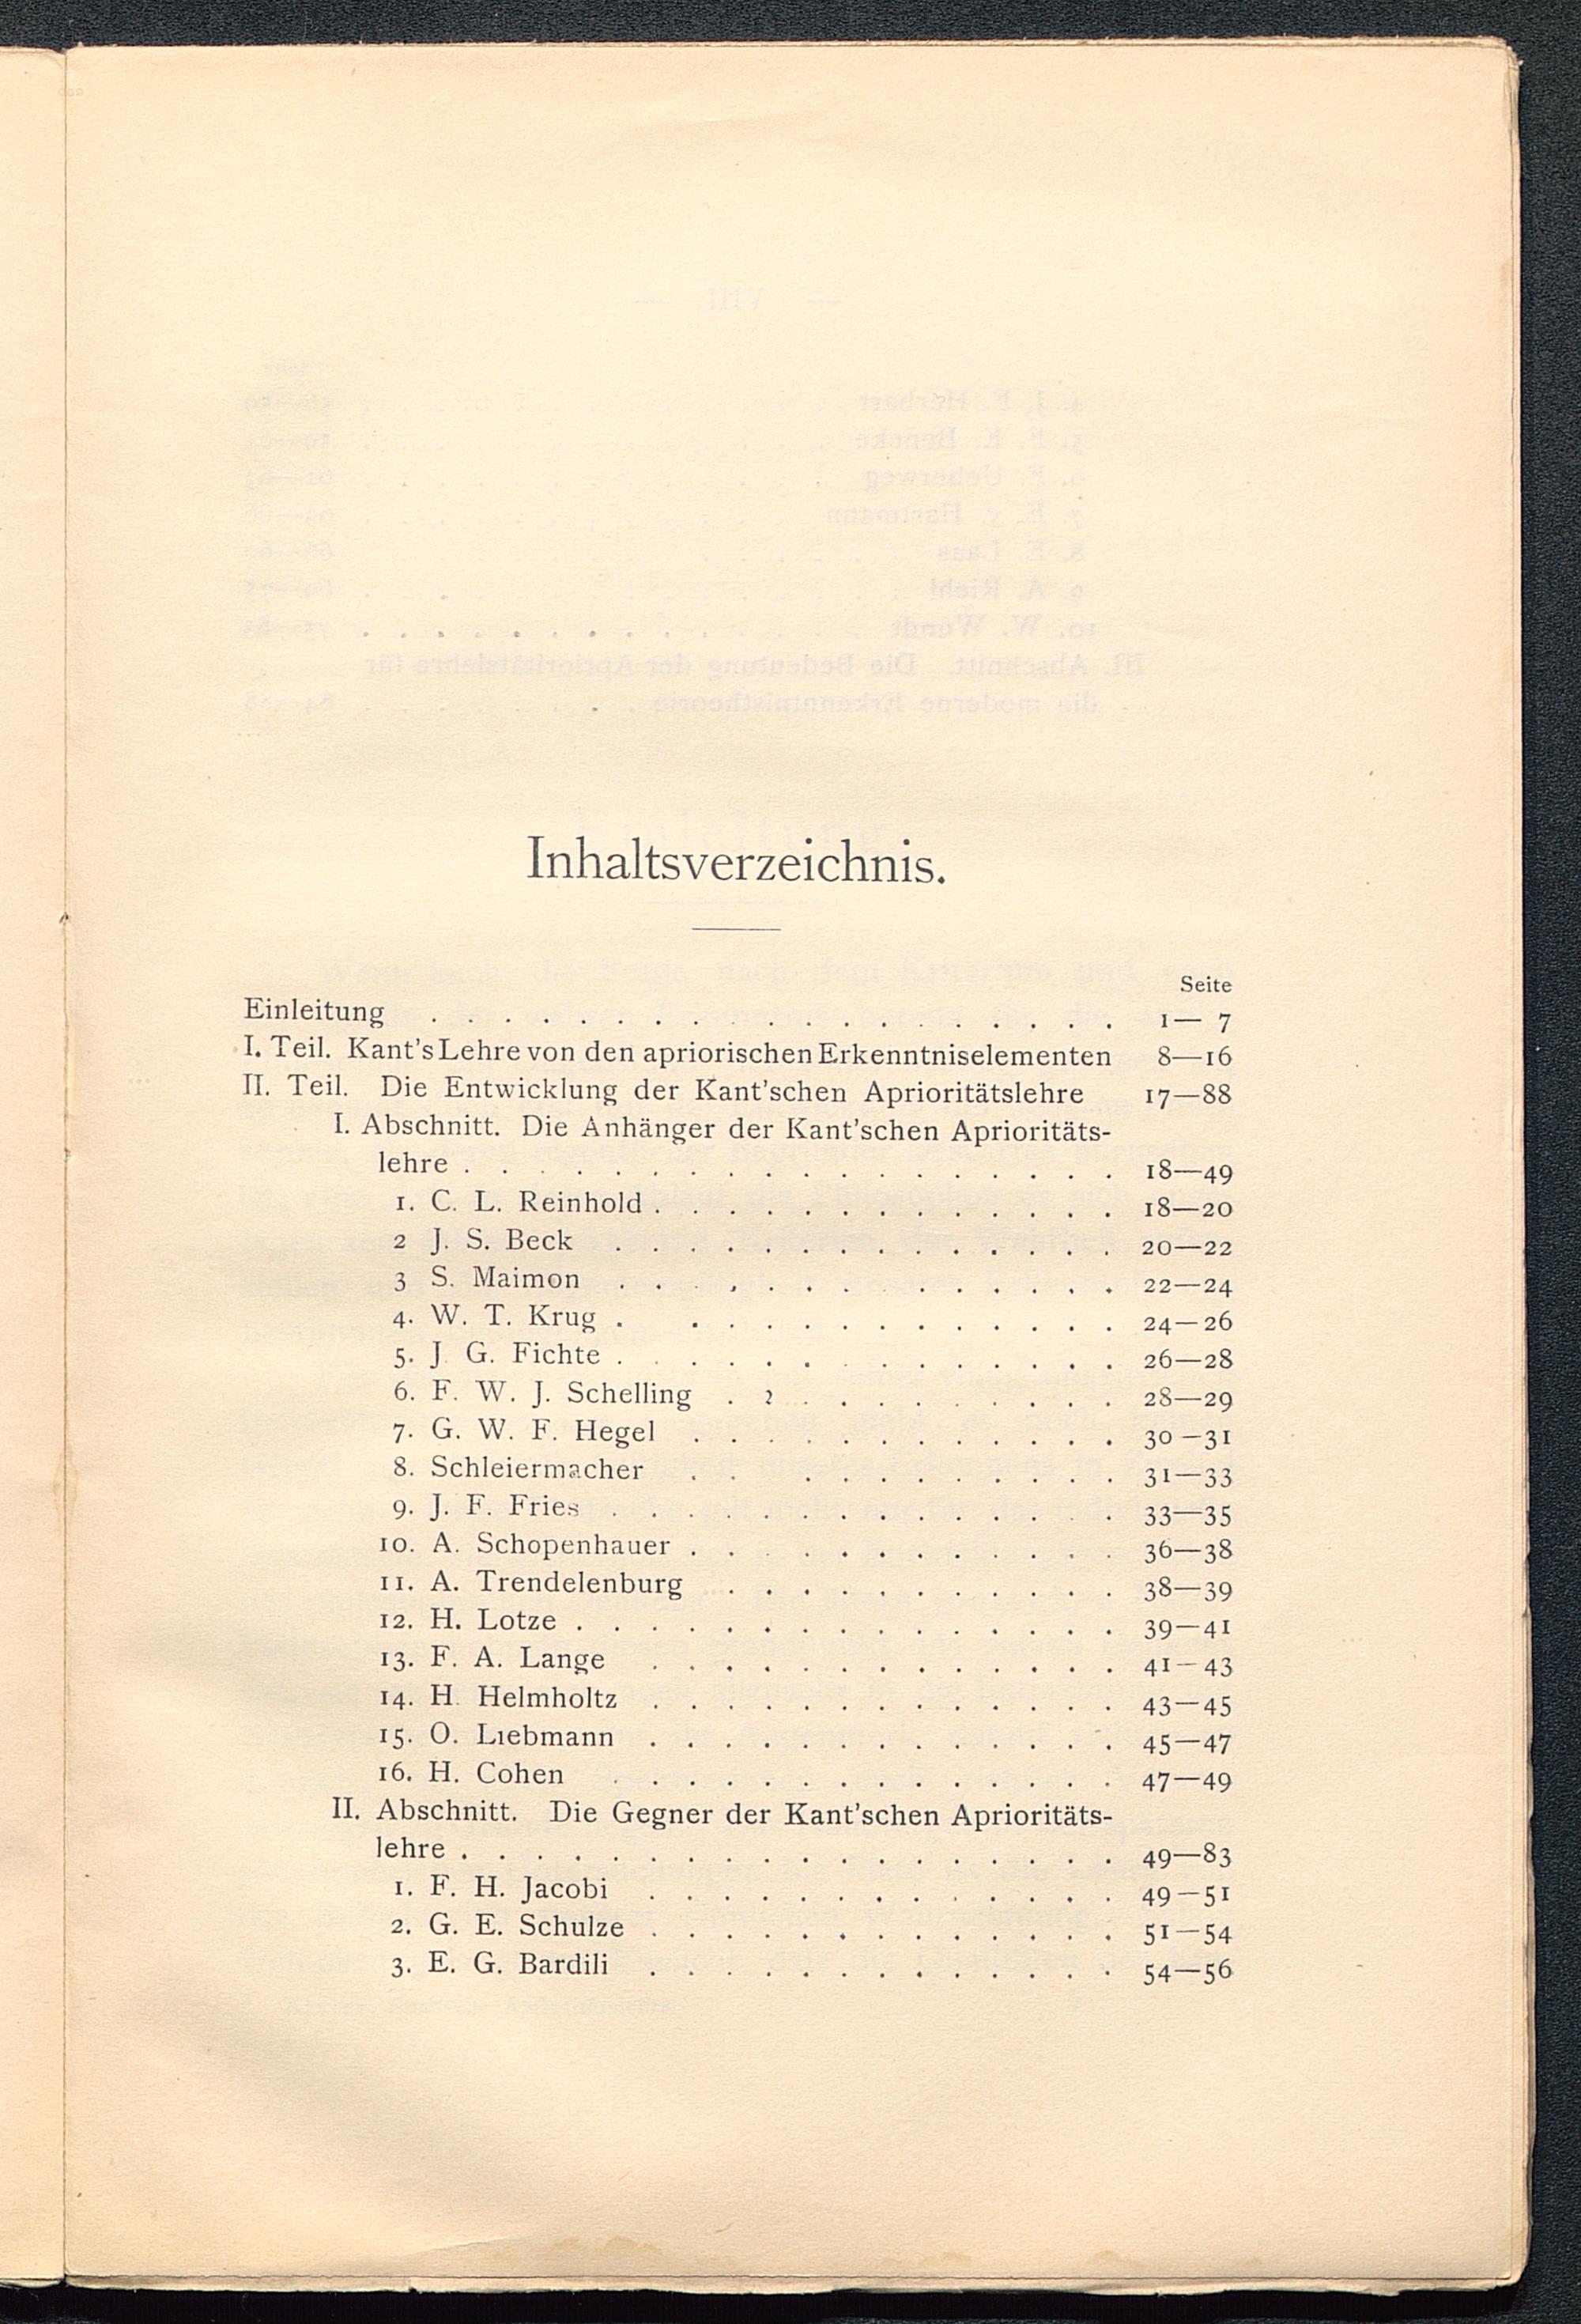 Inhaltsverzeichnis.
Seite
Einleitung . . . . . . . . . . . . . . . . . . . 1— 7
I. Teil. Kant's Lehre von den apriorischen Erkenntniselementen 8—16
II. Teil. Die Entwicklung der Kant'schen Aprioritätslehre 17—88
I. Abschnitt. Die Anhänger der Kant'schen Aprioritäts-
lehre . . . . . . . . . . . . . . . . . . 18—49
1. C. L. Reinhold . . . . . . . . . . . . . 18—20
2 J. S. Beck . . . . . . . . . . . . . . 20—22
3 S. Maimon . . . . . . . . . . . . . . 22—24
4. W. T. Krug . . . . . . . . . . . . . 24—26
5. J G. Fichte . . . . . . . . . . . . . . 26—28
6. F. W. J. Schelling . . . . . . . . . . . 28—29
7. G. W. F. Hegel . . . . . . . . . . . . 30—31
8. Schleiermacher . . . . . . . . . . . 31—33
9. J. F. Fries . . . . . . . . . . . . . . 33—35
10. A. Schopenhauer . . . . . . . . . . . . 36—38
11. A. Trendelenburg . . . . . . . . . . . 38—39
12. H. Lotze . . . . . . . . . . . . . . . 39—41
13. F. A. Lange . . . . . . . . . . . . . 41—43
14. H. Helmholtz . . . . . . . . . . . . . 43—45
15. O. Liebmann . . . . . . . . . . . . . 45—47
16. H. Cohen . . . . . . . . . . . . . . 47—49
II. Abschnitt. Die Gegner der Kant'schen Aprioritäts-
lehre . . . . . . . . . . . . . . . . . . 49—83
1. F. H. Jacobi . . . . . . . . . . . . . 49—51
2. G. E. Schulze . . . . . . . . . . . . . 51—54
3. E. G. Bardili . . . . . . . . . . . . . 54—56